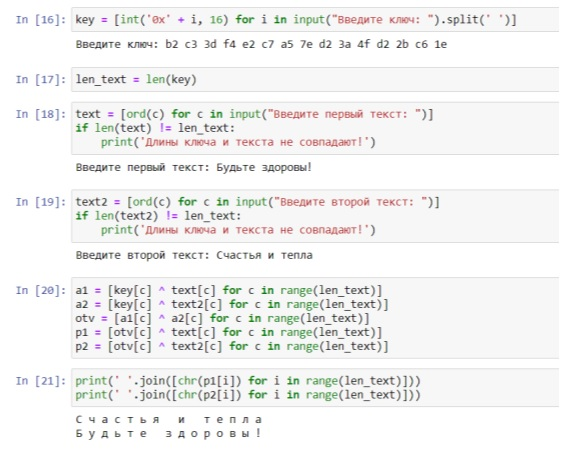 In [16]: key = [int('0x' + i, 16) for i in input("Введите ключ: ").split(' ')]
Введите ключ: b2 c3 3d f4 e2 c7 a5 7e d2 3a 4f d2 2b c6 1e
In [17]: len_text = len(key)
In [18]: text = [ord(c) for c in input("Введите первый текст: ")]
if len(text) != len_text:
    print('Длины ключа и текста не совпадают!')
Введите первый текст: Будьте здоровы!
In [19]: text2 = [ord(c) for c in input("Введите второй текст: ")]
if len(text2) != len_text:
    print('Длины ключа и текста не совпадают!')
Введите второй текст: Счастья и тепла
In [20]: a1 = [key[c] ^ text[c] for c in range(len_text)]
a2 = [key[c] ^ text2[c] for c in range(len_text)]
otv = [a1[c] ^ a2[c] for c in range(len_text)]
p1 = [otv[c] ^ text[c] for c in range(len_text)]
p2 = [otv[c] ^ text2[c] for c in range(len_text)]
In [21]: print(' '.join([chr(p1[i]) for i in range(len_text)]))
print(' '.join([chr(p2[i]) for i in range(len_text)]))
С ч а с т ь я   и   т е п л а
Б у д ь т е   з д о р о в ы !